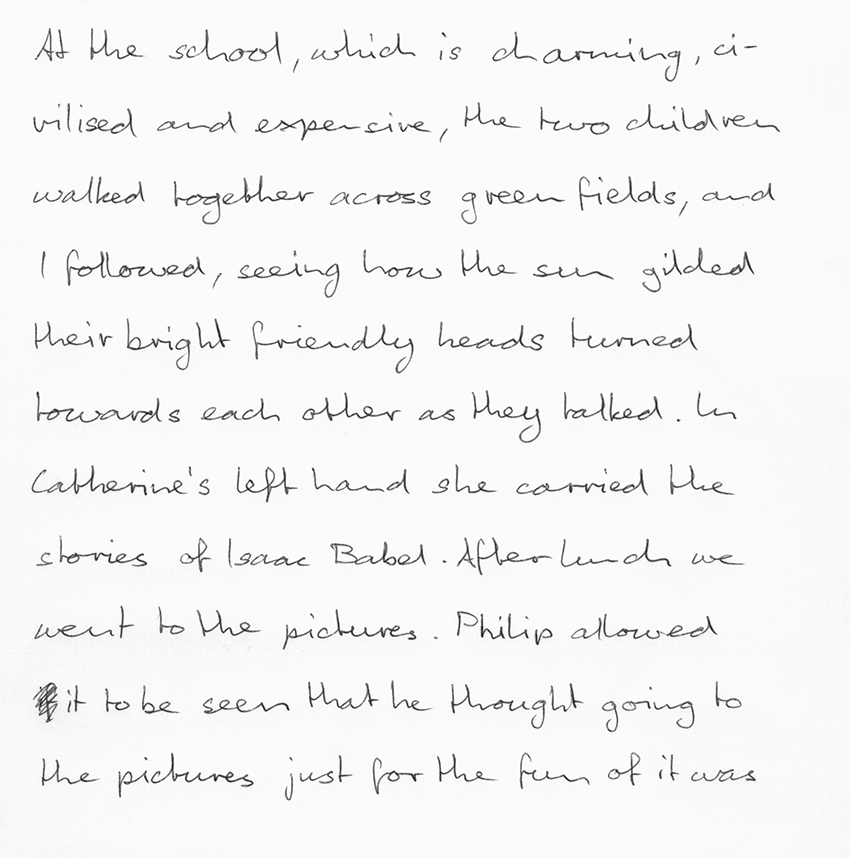 At the school, which is charming, ci-
vilised and expensive, the two children
walked together across green fields, and
I followed, seeing how the sun gilded
their bright friendly heads turned
towards each other as they talked. In
Catherine's left hand she carried the
stories of Isaac Babel. After lunch we
went to the pictures. Philip allowed
it to be seen that he thought going to
the pictures just for the fun of it was